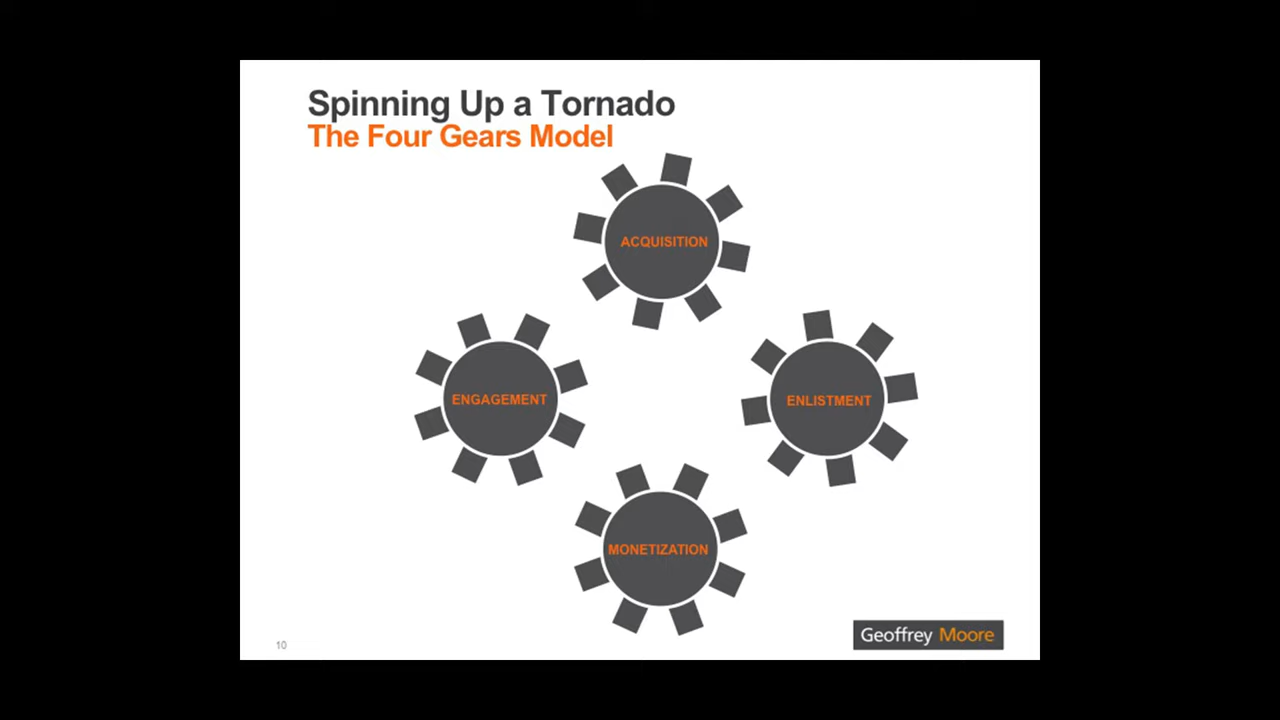 Spinning Up a Tornado
The Four Gears Model
ACQUISITION
ENGAGEMENT
ENLISTMENT
MONETIZATION
10
Geoffrey Moore